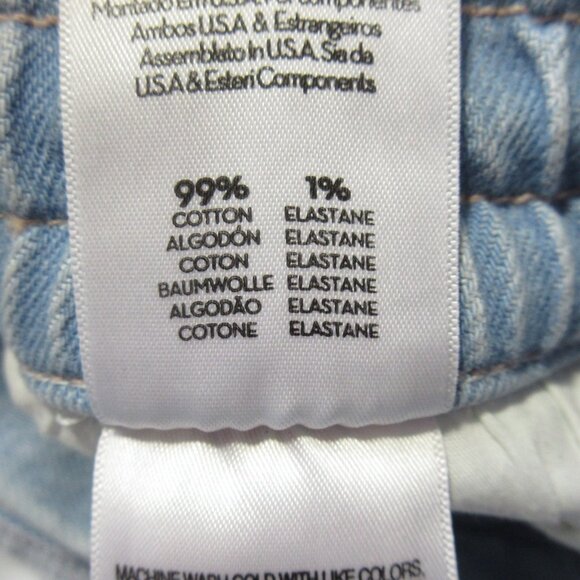 Ambos U.S.A & Estrangeiros
Assemblato In U.S.A. Sia da
U.S.A & Esteri Components
99% 1%
COTTON ELASTANE
ALGODÓN ELASTANE
COTON ELASTANE
BAUMWOLLE ELASTANE
ALGODÃO ELASTANE
COTONE ELASTANE
MACHINE WASH COLD WITH LIKE COLORS.